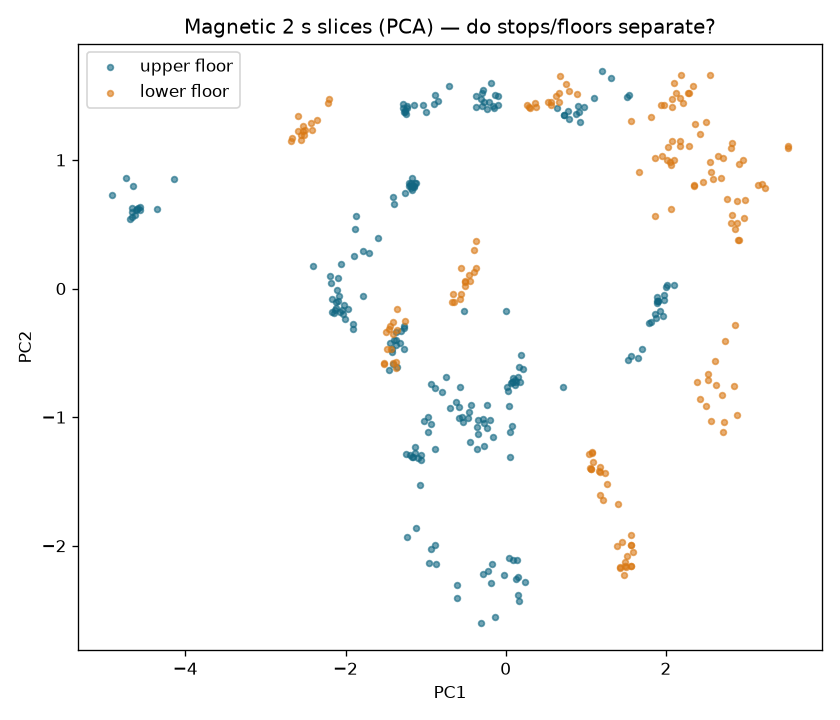 Magnetic 2 s slices (PCA) — do stops/floors separate?
upper floor
lower floor
1
0
−1
−2
PC2
−4
−2
0
2
PC1